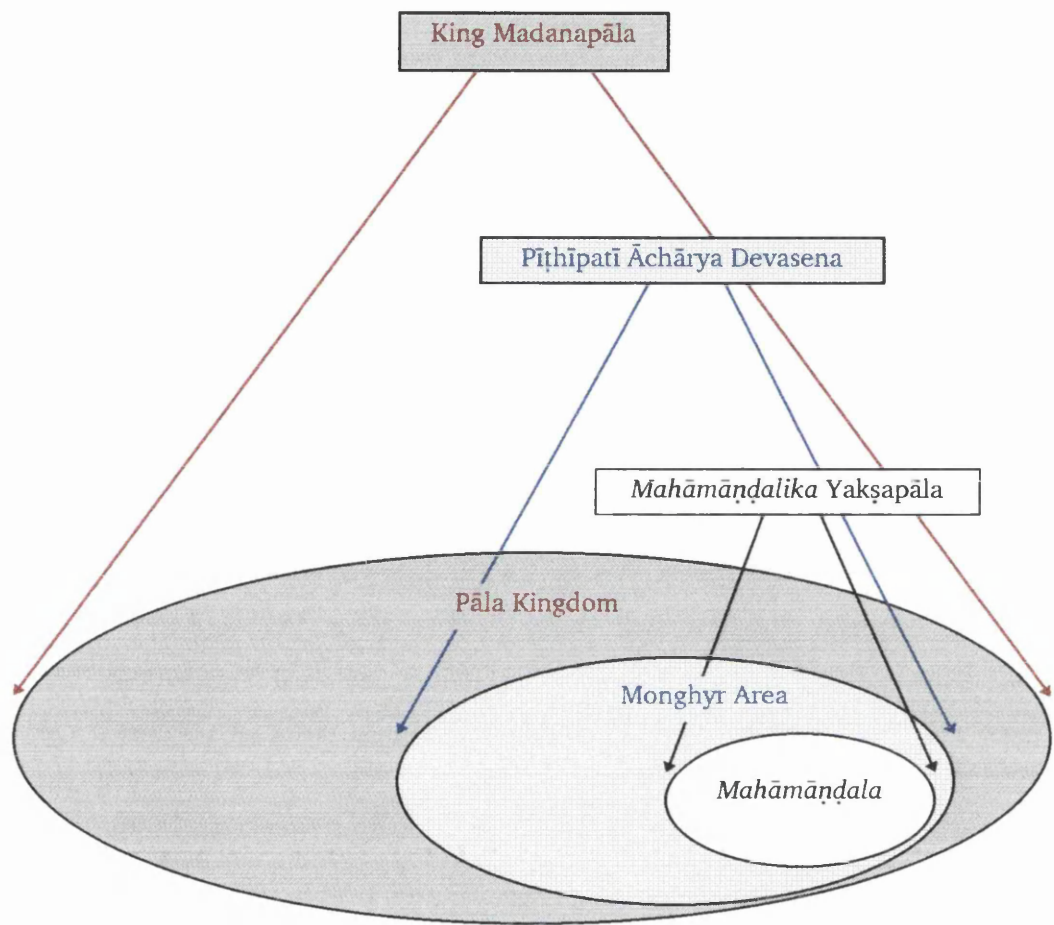 King Madanapāla
Pīṭhīpatī Āchārya Devasena
Mahāmāṇḍalika Yakṣapāla
Pāla Kingdom
Monghyr Area
Mahāmāṇḍala